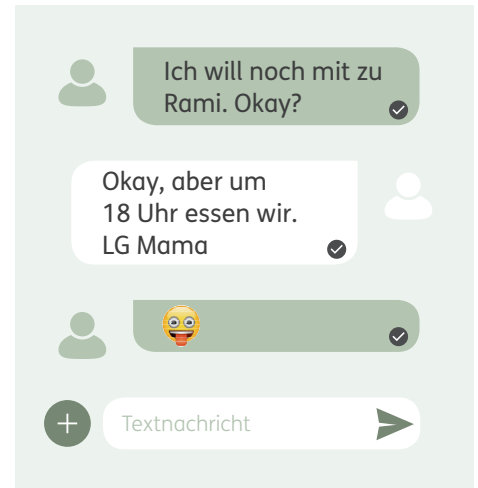 Ich will noch mit zu
Rami. Okay?
Okay, aber um
18 Uhr essen wir.
LG Mama
Textnachricht